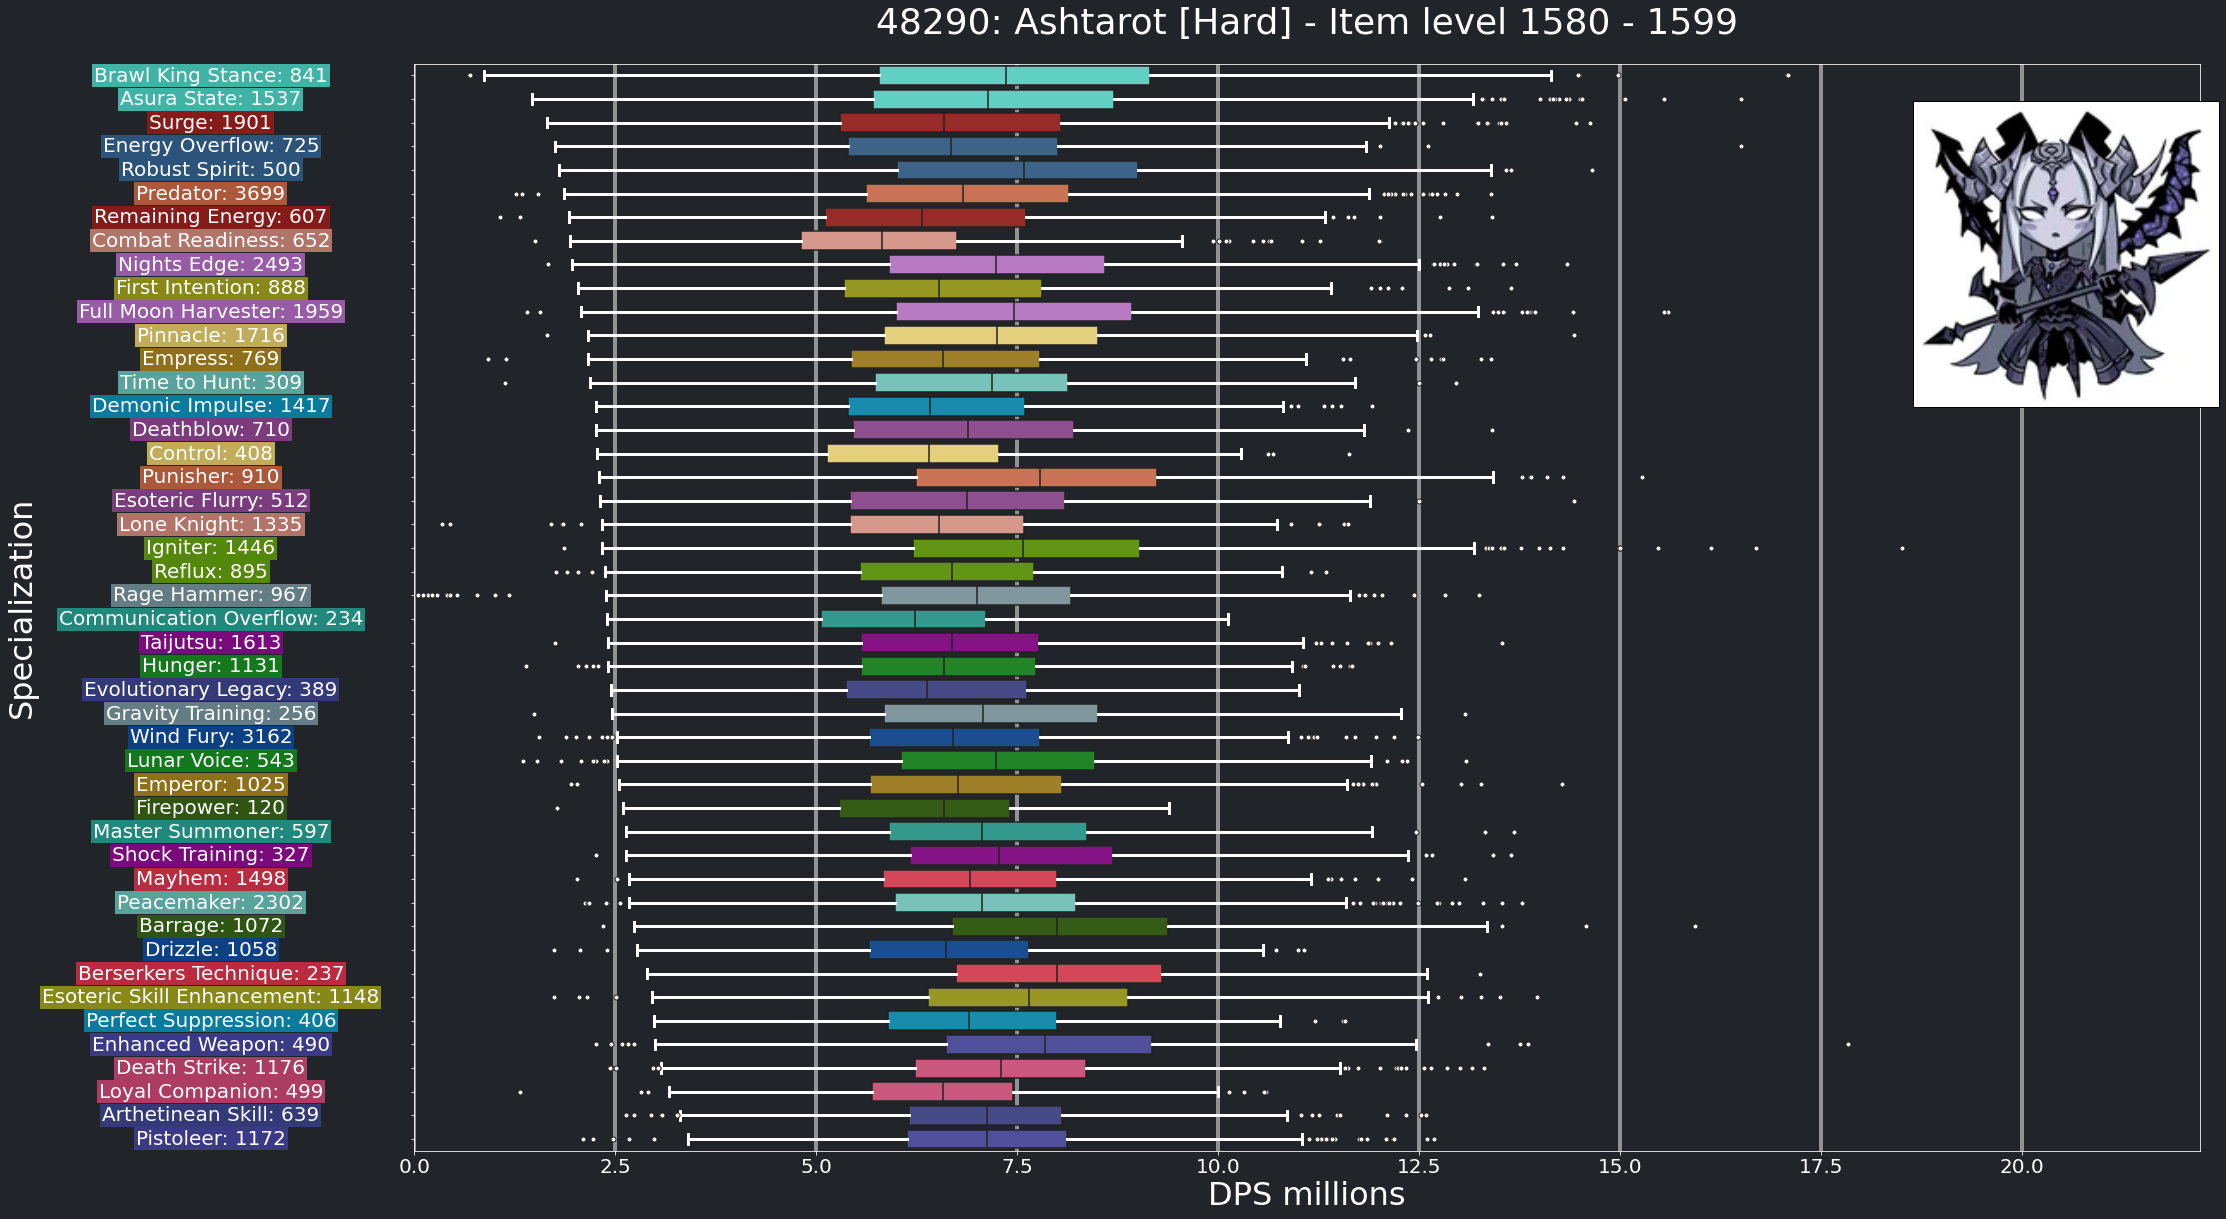 48290: Ashtarot [Hard] - Item level 1580 - 1599
Brawl King Stance: 841
Asura State: 1537
Surge: 1901
Energy Overflow: 725
Robust Spirit: 500
Predator: 3699
Remaining Energy: 607
Combat Readiness: 652
Nights Edge: 2493
First Intention: 888
Full Moon Harvester: 1959
Pinnacle: 1716
Empress: 769
Time to Hunt: 309
Demonic Impulse: 1417
Deathblow: 710
Control: 408
Punisher: 910
Esoteric Flurry: 512
Lone Knight: 1335
Igniter: 1446
Reflux: 895
Rage Hammer: 967
Communication Overflow: 234
Taijutsu: 1613
Hunger: 1131
Evolutionary Legacy: 389
Gravity Training: 256
Wind Fury: 3162
Lunar Voice: 543
Emperor: 1025
Firepower: 120
Master Summoner: 597
Shock Training: 327
Mayhem: 1498
Peacemaker: 2302
Barrage: 1072
Drizzle: 1058
Berserkers Technique: 237
Esoteric Skill Enhancement: 1148
Perfect Suppression: 406
Enhanced Weapon: 490
Death Strike: 1176
Loyal Companion: 499
Arthetinean Skill: 639
Pistoleer: 1172
Specialization
0.0 2.5 5.0 7.5 10.0 12.5 15.0 17.5 20.0
DPS millions